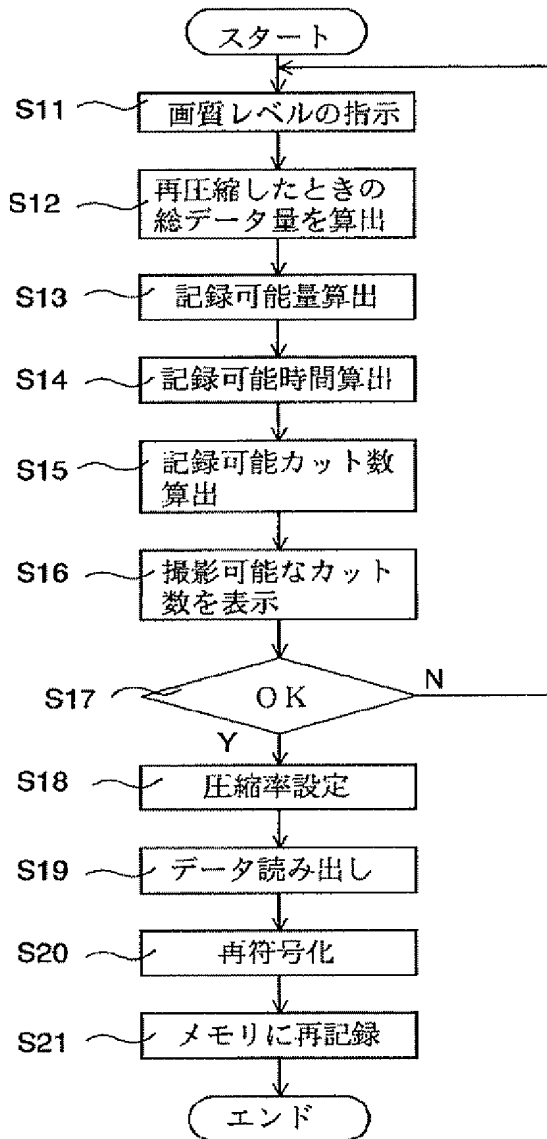 スタート
S11
画質レベルの指示
S12
再圧縮したときの
総データ量を算出
S13
記録可能量算出
S14
記録可能時間算出
S15
記録可能カット数
算出
S16
撮影可能なカット
数を表示
S17
OK
N
Y
S18
圧縮率設定
S19
データ読み出し
S20
再符号化
S21
メモリに再記録
エンド